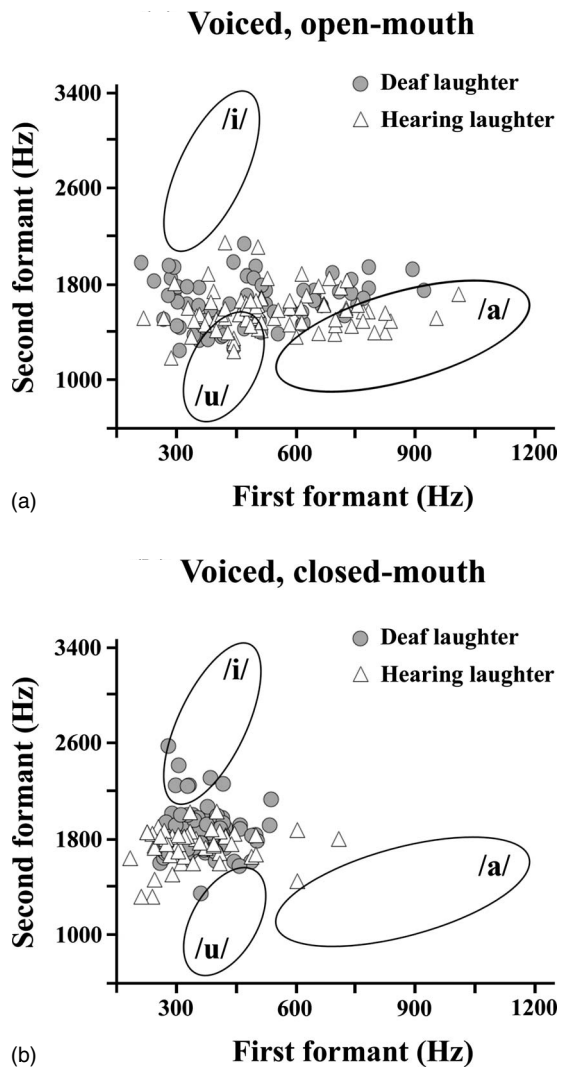 Voiced, open-mouth
Deaf laughter
Hearing laughter
3400
2600
1800
1000
/i/
/a/
/u/
Second formant (Hz)
300
600
900
1200
(a)
First formant (Hz)
Voiced, closed-mouth
Deaf laughter
Hearing laughter
3400
2600
1800
1000
/i/
/a/
/u/
Second formant (Hz)
300
600
900
1200
(b)
First formant (Hz)